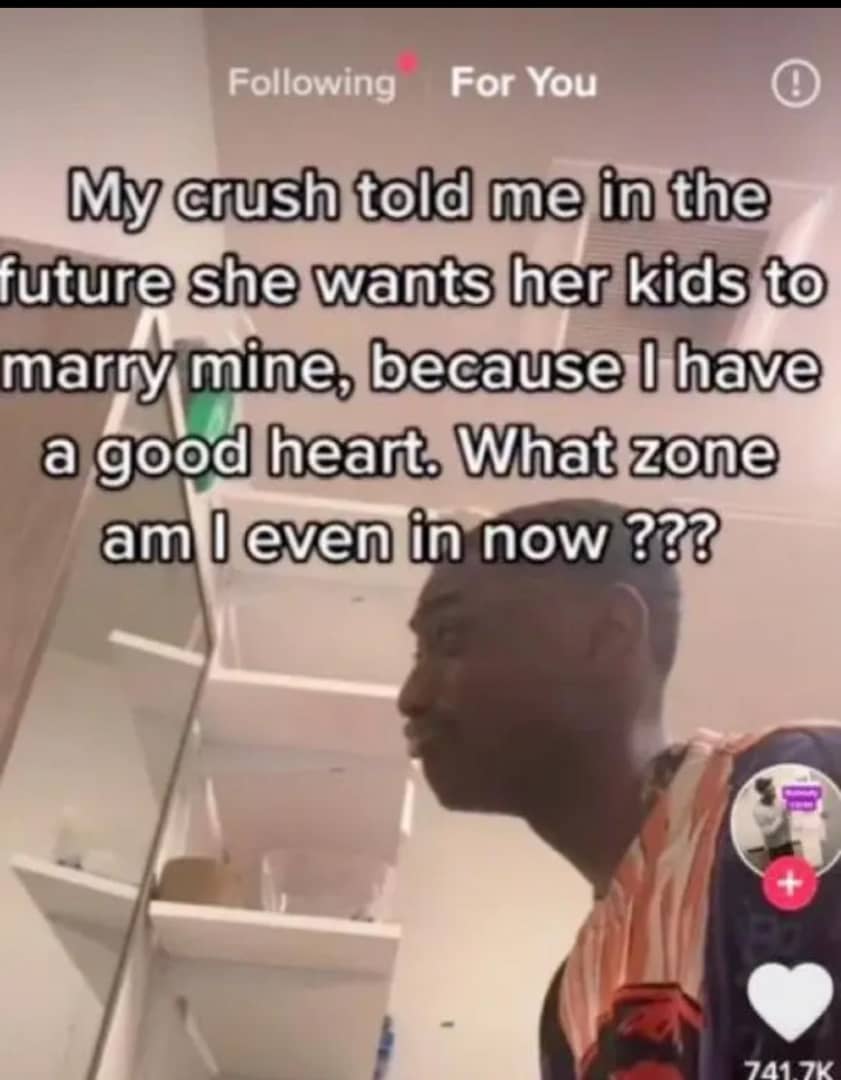 Following For You
My crush told me in the
future she wants her kids to
marry mine, because I have
a good heart. What zone
am I even in now ???
741.7K